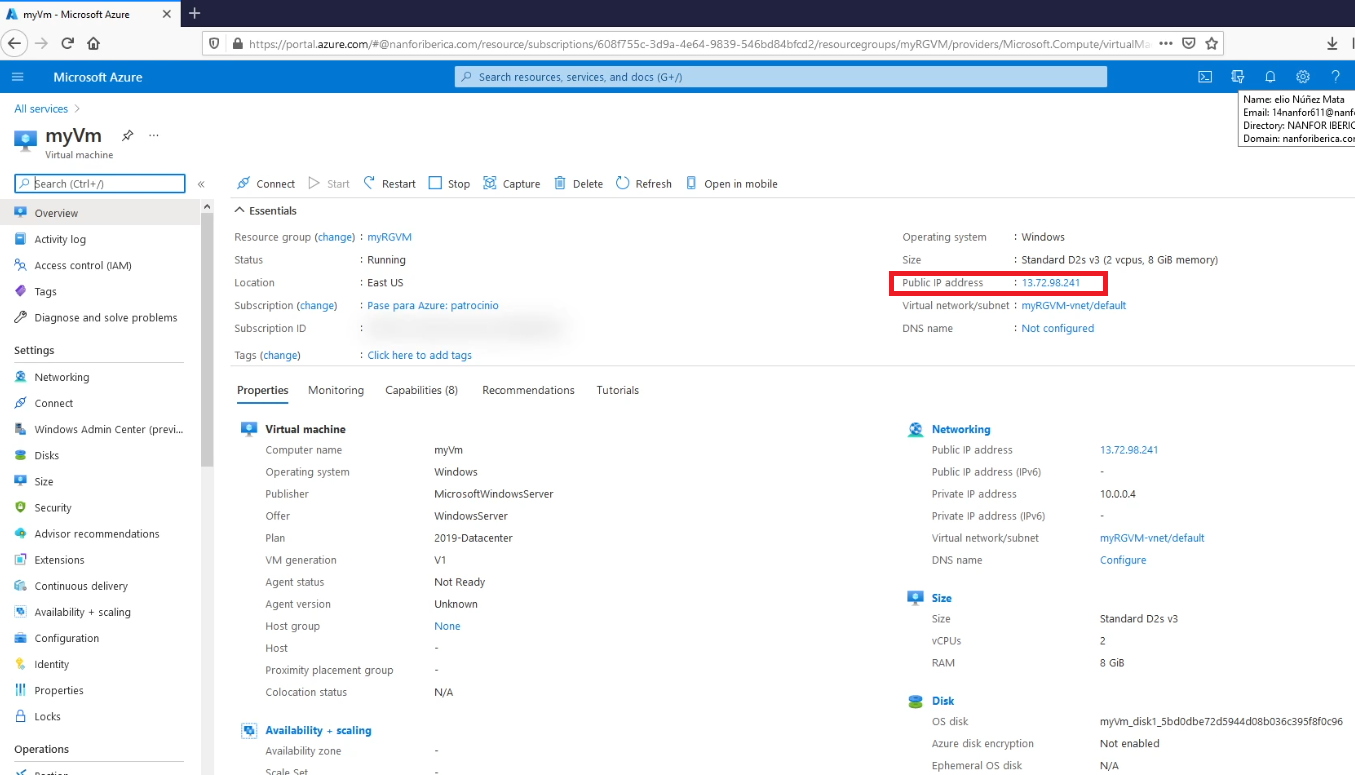 myVm - Microsoft Azure
https://portal.azure.com/#@nanforiberica.com/resource/subscriptions/608f755c-3d9a-4e64-9839-546bd84bfcd2/resourcegroups/myRGVM/providers/Microsoft.Compute/virtualMa
Microsoft Azure
Search resources, services, and docs (G+/)
Name: elio Núñez Mata
Email: 14nanfor611@nanf
Directory: NANFOR IBERIC
Domain: nanforiberica.co
All services >
myVm
Virtual machine
Search (Ctrl+/)
«
Overview
Activity log
Access control (IAM)
Tags
Diagnose and solve problems
Settings
Networking
Connect
Windows Admin Center (previ...
Disks
Size
Security
Advisor recommendations
Extensions
Continuous delivery
Availability + scaling
Configuration
Identity
Properties
Locks
Operations
Connect Start Restart Stop Capture Delete Refresh Open in mobile
Essentials
Resource group (change) : myRGVM
Status : Running
Location : East US
Subscription (change) : Pase para Azure: patrocinio
Subscription ID :
Tags (change) : Click here to add tags
Operating system : Windows
Size : Standard D2s v3 (2 vcpus, 8 GiB memory)
Public IP address : 13.72.98.241
Virtual network/subnet : myRGVM-vnet/default
DNS name : Not configured
Properties Monitoring Capabilities (8) Recommendations Tutorials
Virtual machine
Computer name myVm
Operating system Windows
Publisher MicrosoftWindowsServer
Offer WindowsServer
Plan 2019-Datacenter
VM generation V1
Agent status Not Ready
Agent version Unknown
Host group None
Host -
Proximity placement group -
Colocation status N/A
Availability + scaling
Availability zone -
Scale Set -
Networking
Public IP address 13.72.98.241
Public IP address (IPv6) -
Private IP address 10.0.0.4
Private IP address (IPv6) -
Virtual network/subnet myRGVM-vnet/default
DNS name Configure
Size
Size Standard D2s v3
vCPUs 2
RAM 8 GiB
Disk
OS disk myVm_disk1_5bd0dbe72d5944d08b036c395f8f0c96
Azure disk encryption Not enabled
Ephemeral OS disk N/A